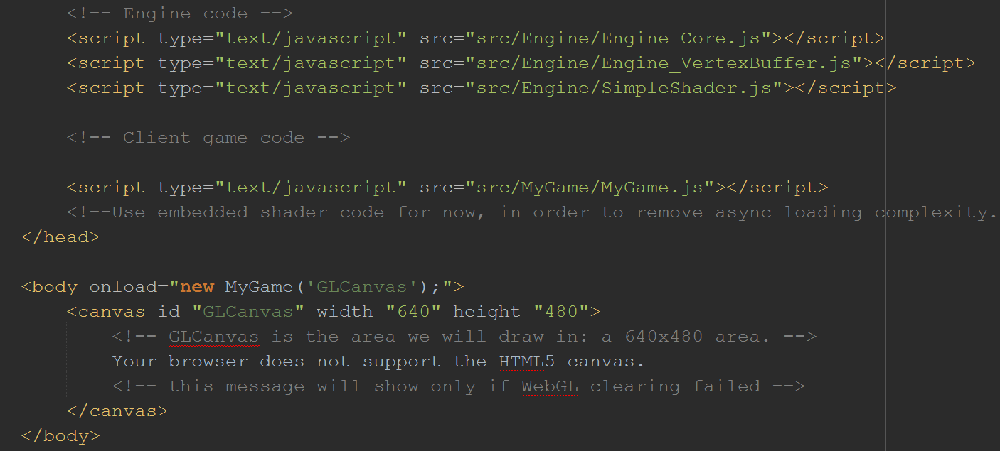 <!-- Engine code -->
<script type="text/javascript" src="src/Engine/Engine_Core.js"></script>
<script type="text/javascript" src="src/Engine/Engine_VertexBuffer.js"></script>
<script type="text/javascript" src="src/Engine/SimpleShader.js"></script>
<!-- Client game code -->
<script type="text/javascript" src="src/MyGame/MyGame.js"></script>
<!--Use embedded shader code for now, in order to remove async loading complexity.
</head>
<body onload="new MyGame('GLCanvas');">
<canvas id="GLCanvas" width="640" height="480">
<!-- GLCanvas is the area we will draw in: a 640x480 area. -->
Your browser does not support the HTML5 canvas.
<!-- this message will show only if WebGL clearing failed -->
</canvas>
</body>